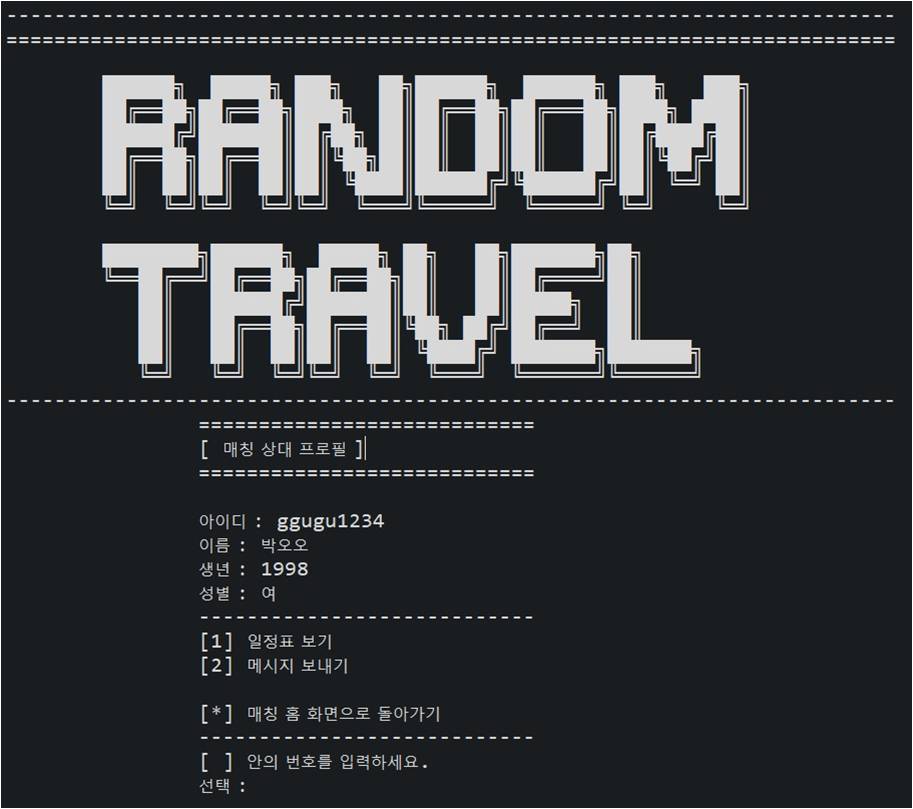 RANDOM
TRAVEL
[ 매칭 상대 프로필 ]
아이디 : ggugu1234
이름 : 박오오
생년 : 1998
성별 : 여
[1] 일정표 보기
[2] 메시지 보내기
[*] 매칭 홈 화면으로 돌아가기
[ ] 안의 번호를 입력하세요.
선택 :